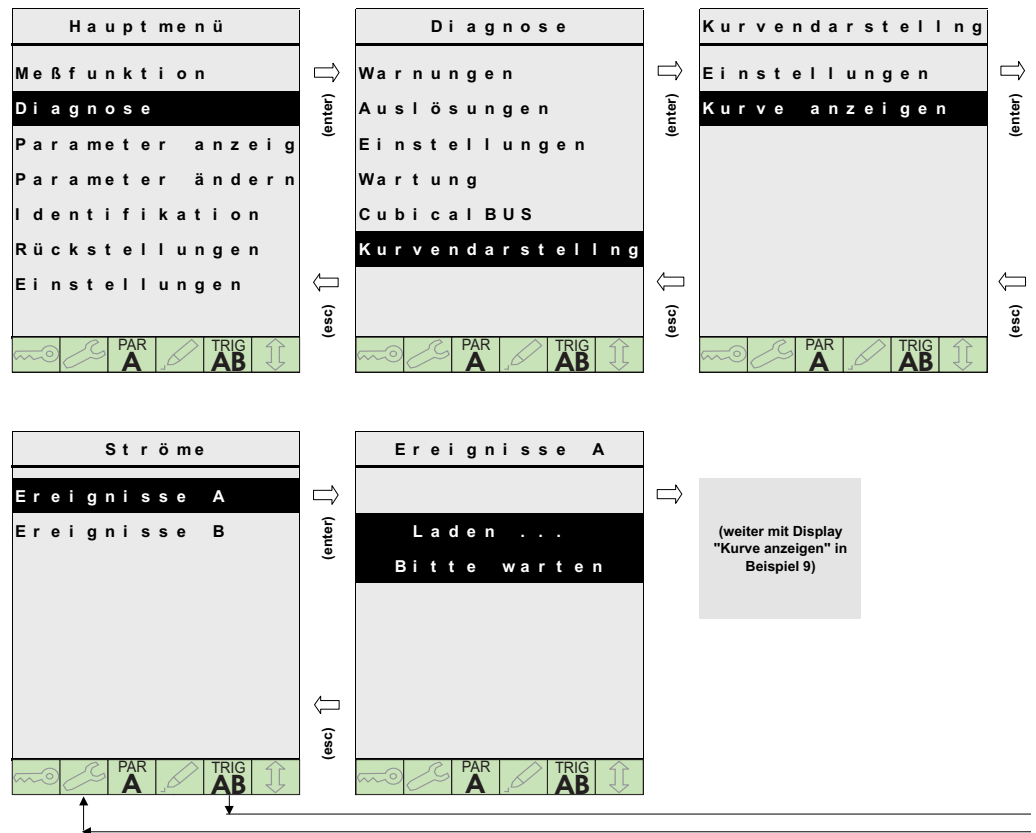 Hauptmenü
Meßfunktion
Diagnose
Parameter anzeig
Parameter ändern
Identifikation
Rückstellungen
Einstellungen
PAR
A
TRIG
AB
(enter)
(esc)
Diagnose
Warnungen
Auslösungen
Einstellungen
Wartung
CubicalBUS
Kurvendarstellng
PAR
A
TRIG
AB
(enter)
(esc)
Kurvendarstellng
Einstellungen
Kurve anzeigen
PAR
A
TRIG
AB
(enter)
(esc)
Ströme
Ereignisse A
Ereignisse B
PAR
A
TRIG
AB
(enter)
(esc)
Ereignisse A
Laden ...
Bitte warten
PAR
A
TRIG
AB
(weiter mit Display
"Kurve anzeigen" in
Beispiel 9)